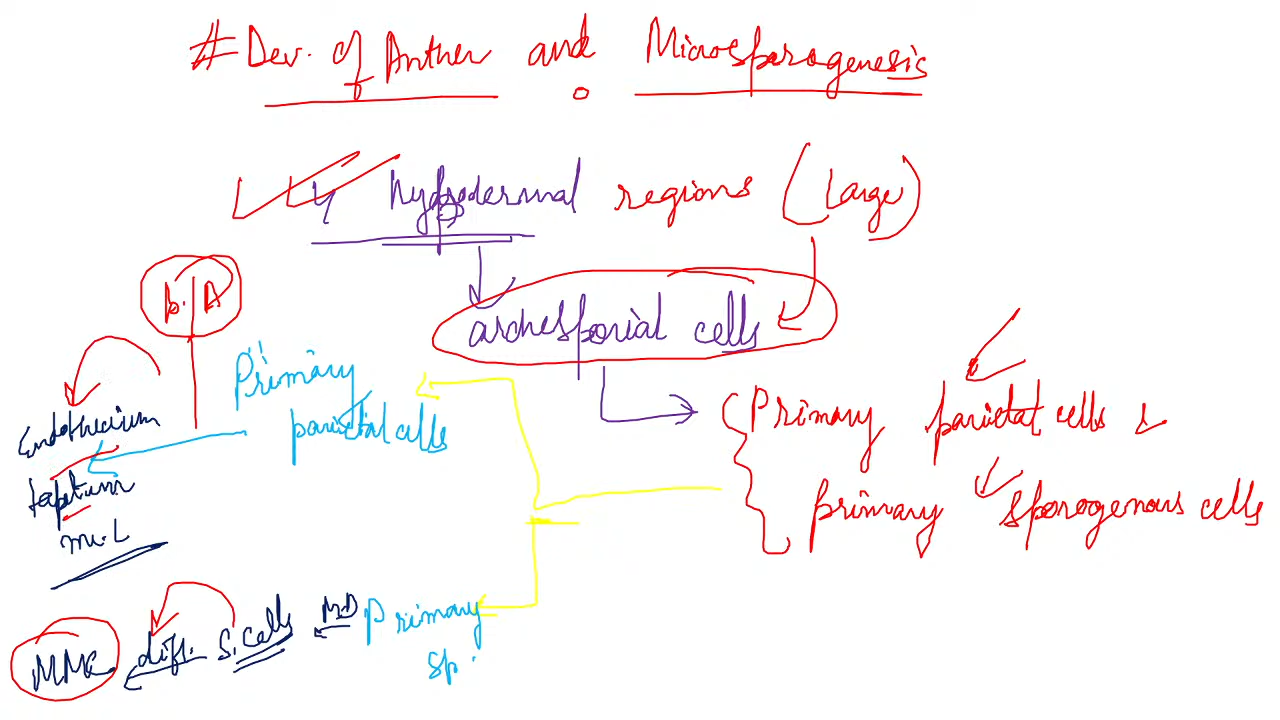 # Dev. of Anther and Microsporogenesis
hypodermal regions (Large)
archesporial cells
Primary parietal cells &
primary sporogenous cells
P. / A
Primary
parietal cells
Endothecium
tapetum
m.L
Primary
sp.
M.D
S. cells
diff.
MMC